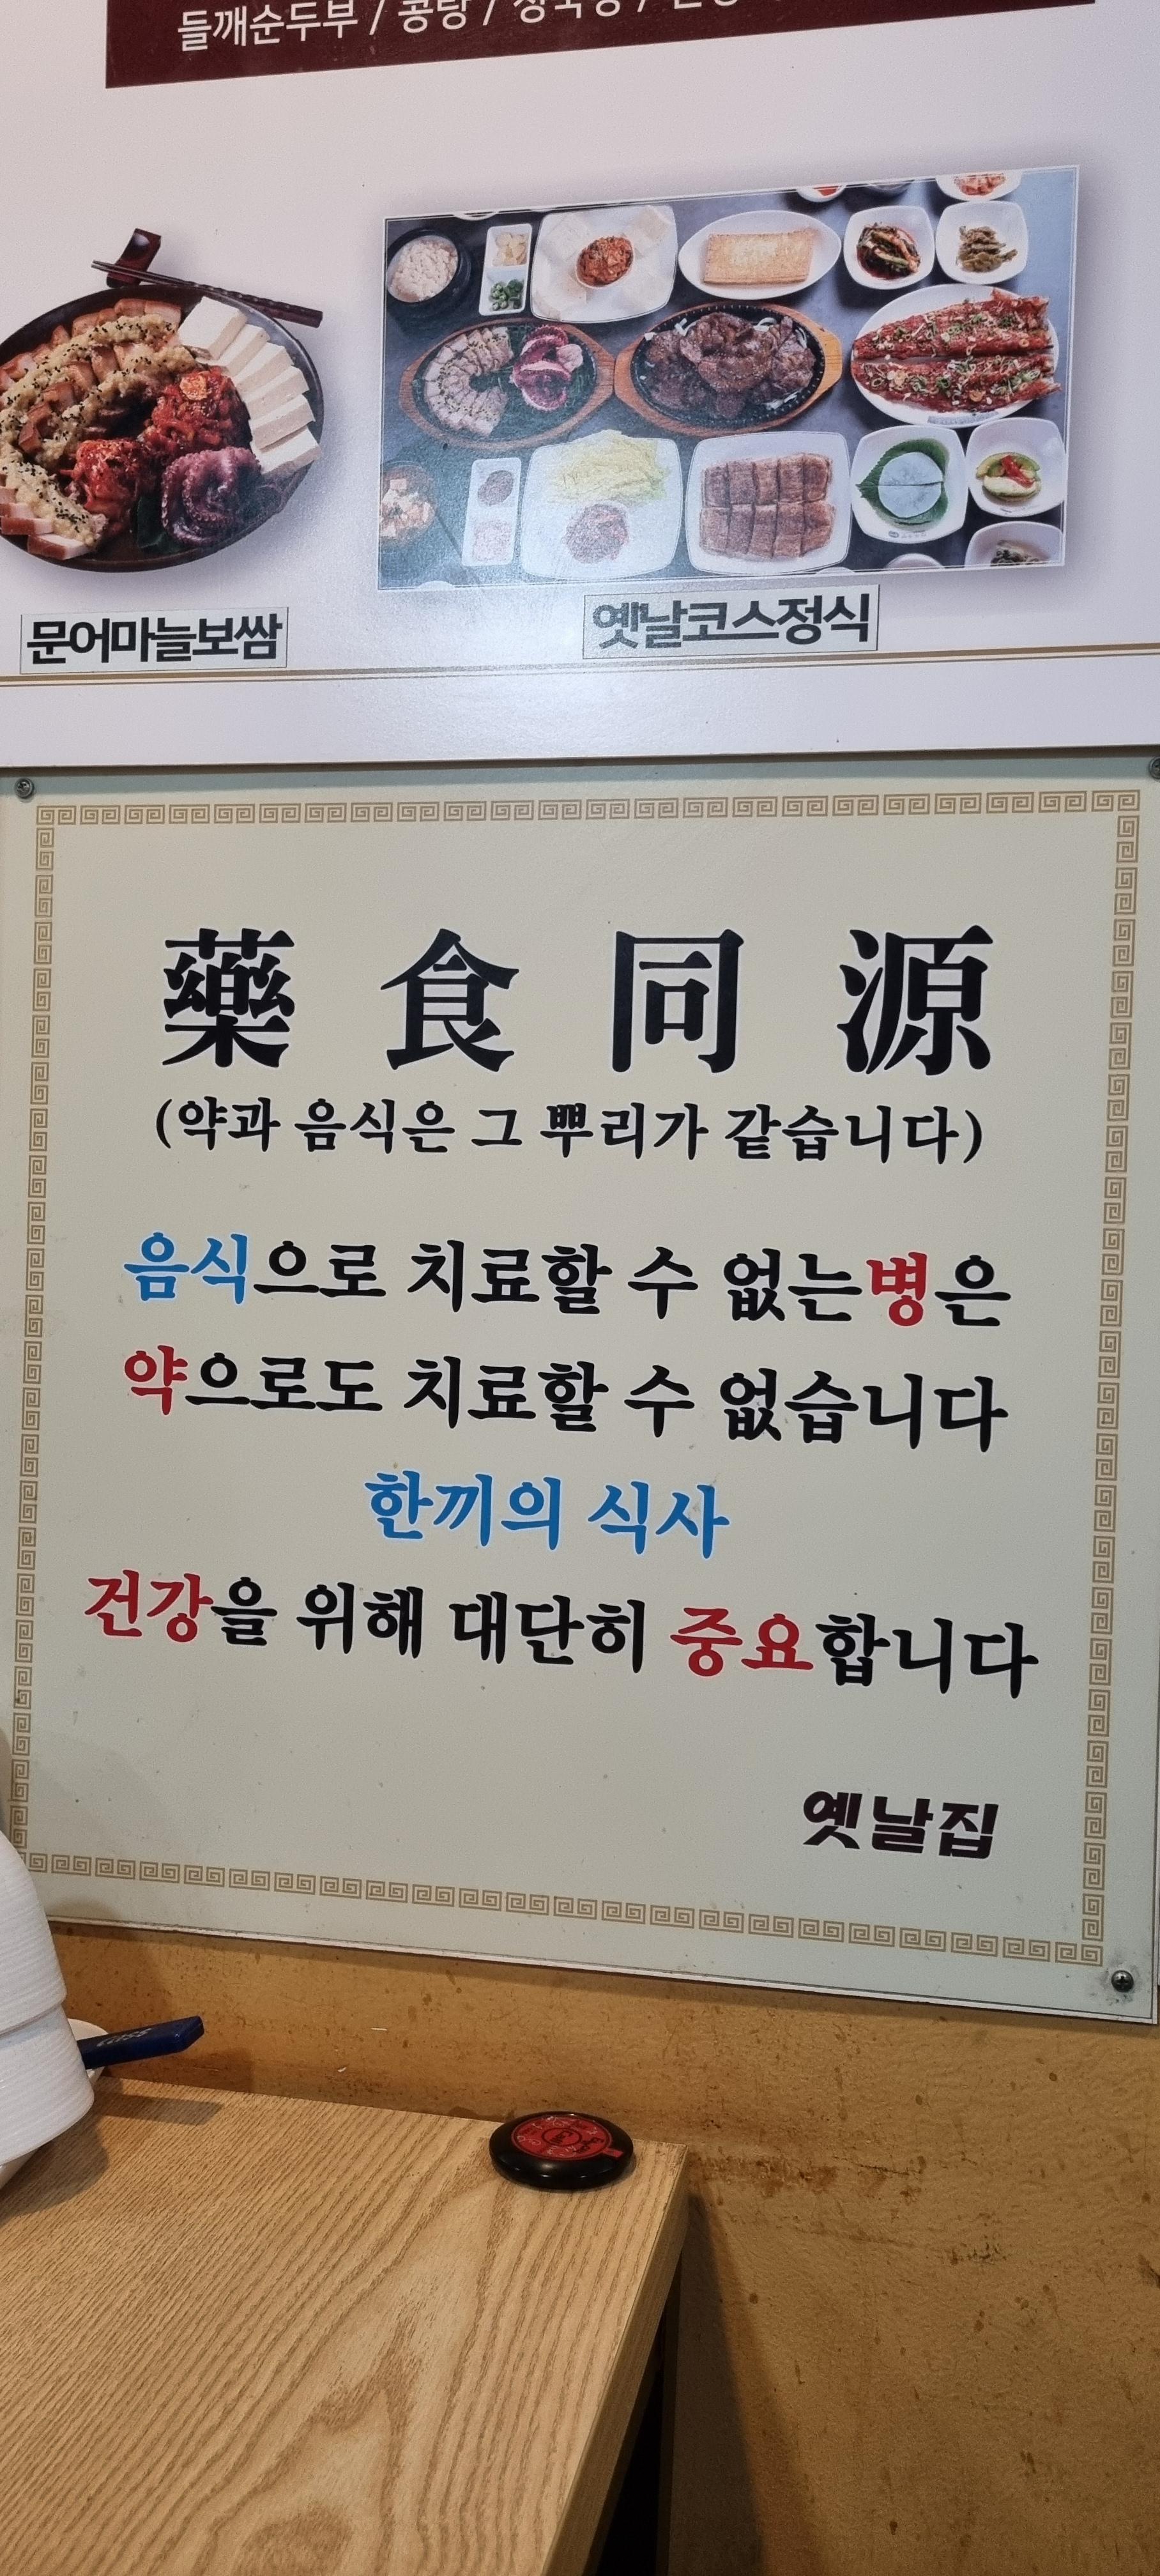 들깨순두부 / 콩탕 /
문어마늘보쌈
옛날코스정식
藥食同源
(약과 음식은 그 뿌리가 같습니다)
음식으로 치료할 수 없는병은
약으로도 치료할 수 없습니다
한끼의 식사
건강을 위해 대단히 중요합니다
옛날집